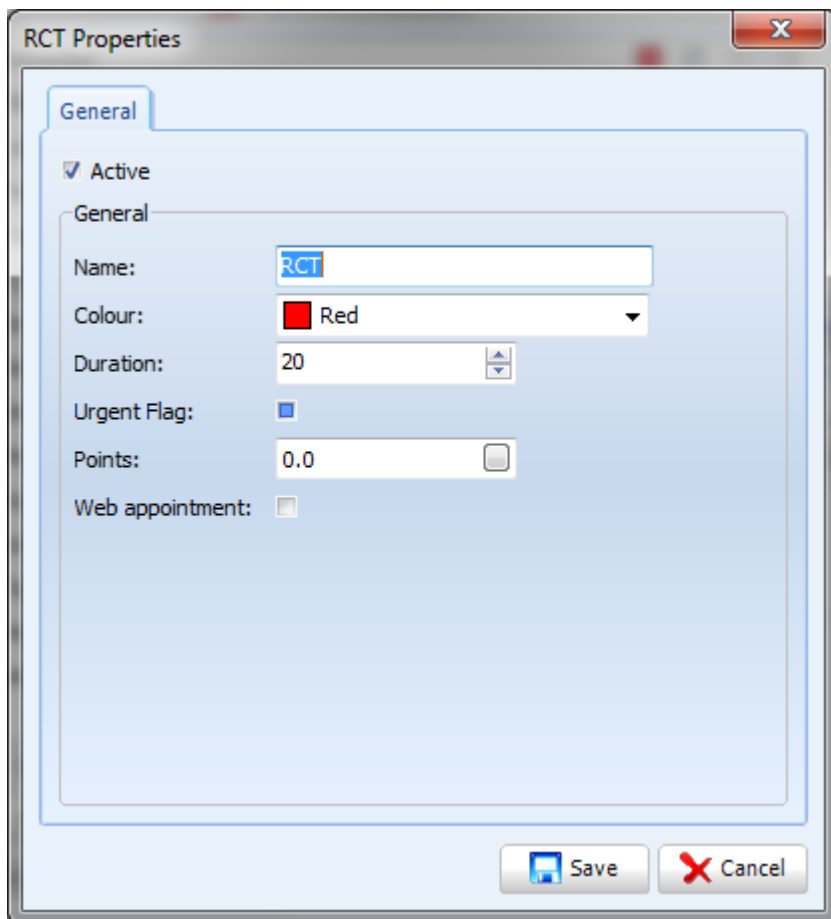 RCT Properties
General
Active
General
Name: RCT
Colour: Red
Duration: 20
Urgent Flag:
Points: 0.0
Web appointment:
Save Cancel